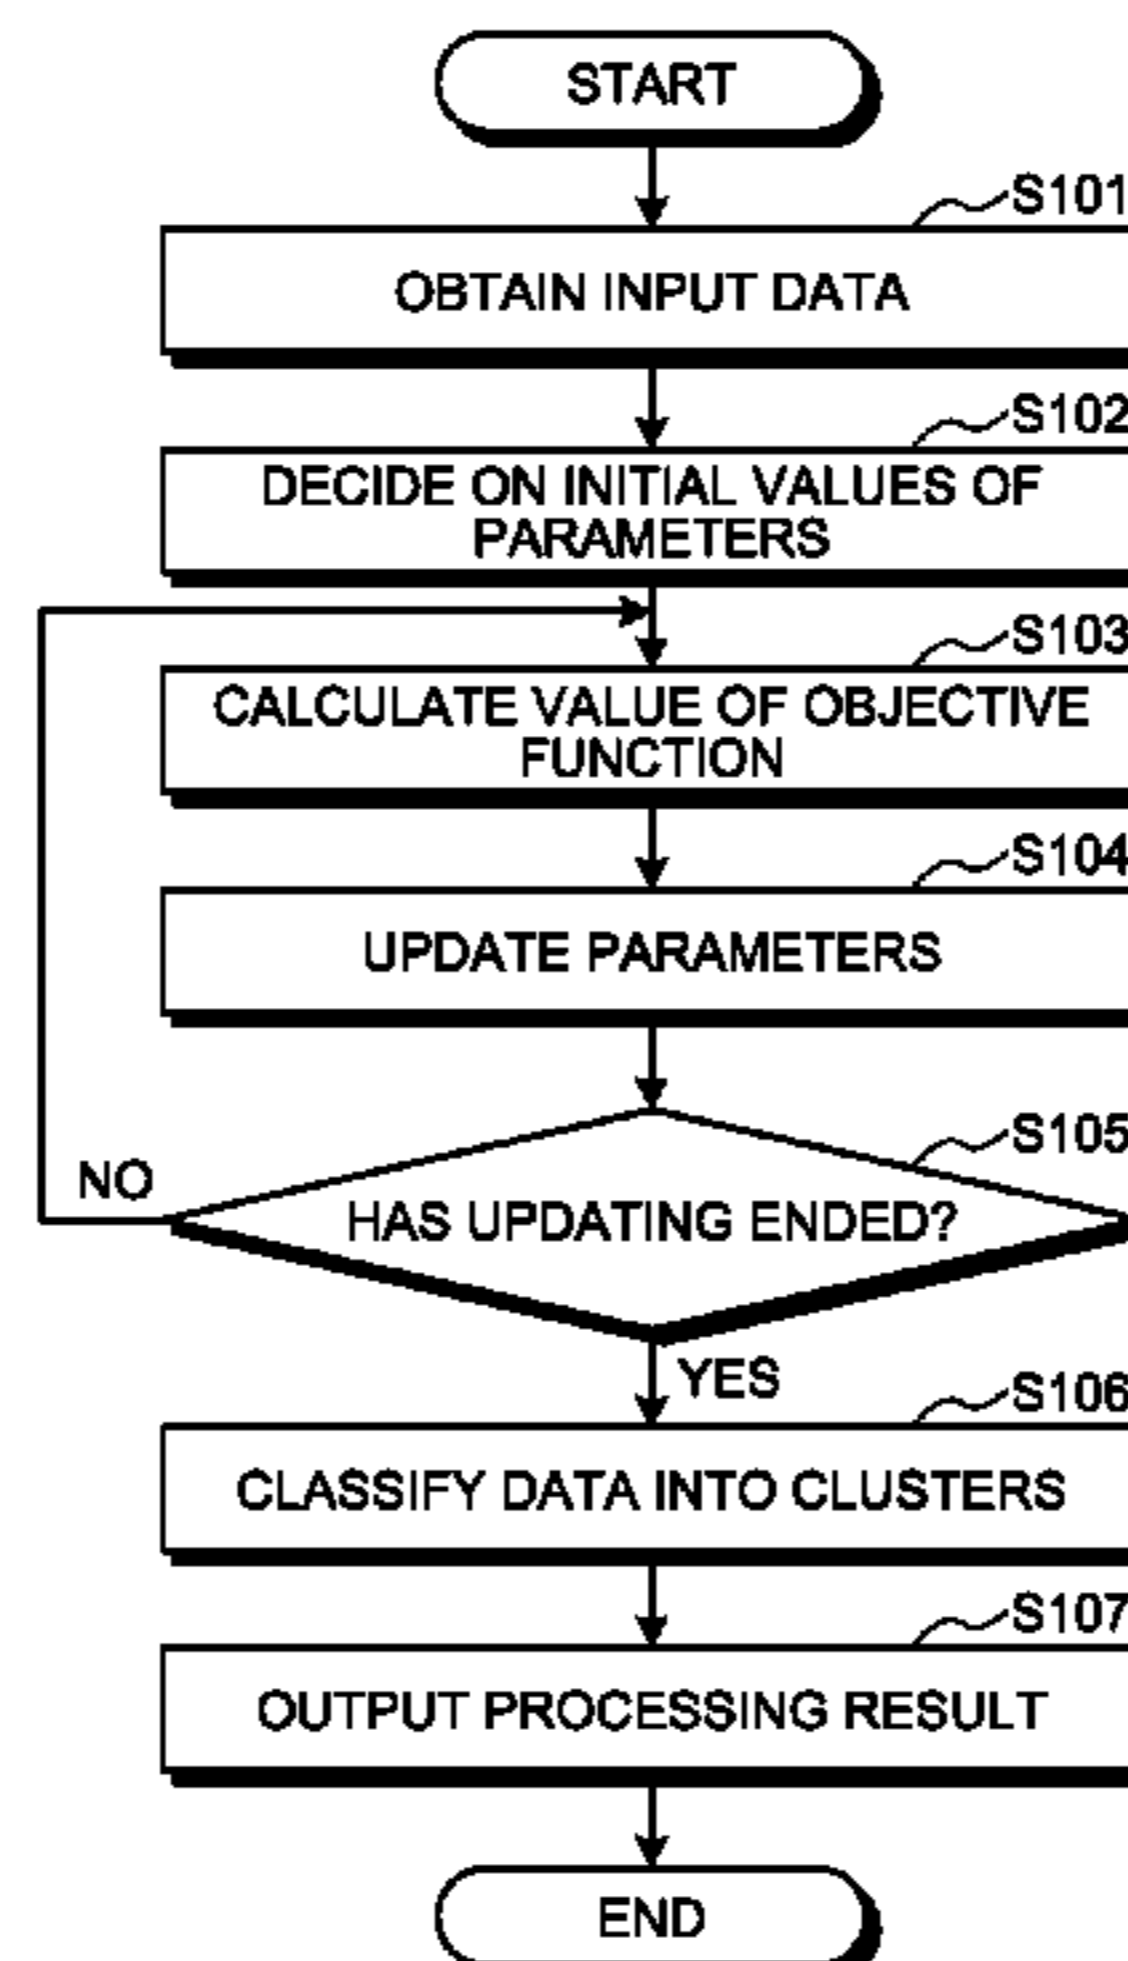 START
S101
OBTAIN INPUT DATA
S102
DECIDE ON INITIAL VALUES OF
PARAMETERS
S103
CALCULATE VALUE OF OBJECTIVE
FUNCTION
S104
UPDATE PARAMETERS
S105
HAS UPDATING ENDED?
NO
YES
S106
CLASSIFY DATA INTO CLUSTERS
S107
OUTPUT PROCESSING RESULT
END